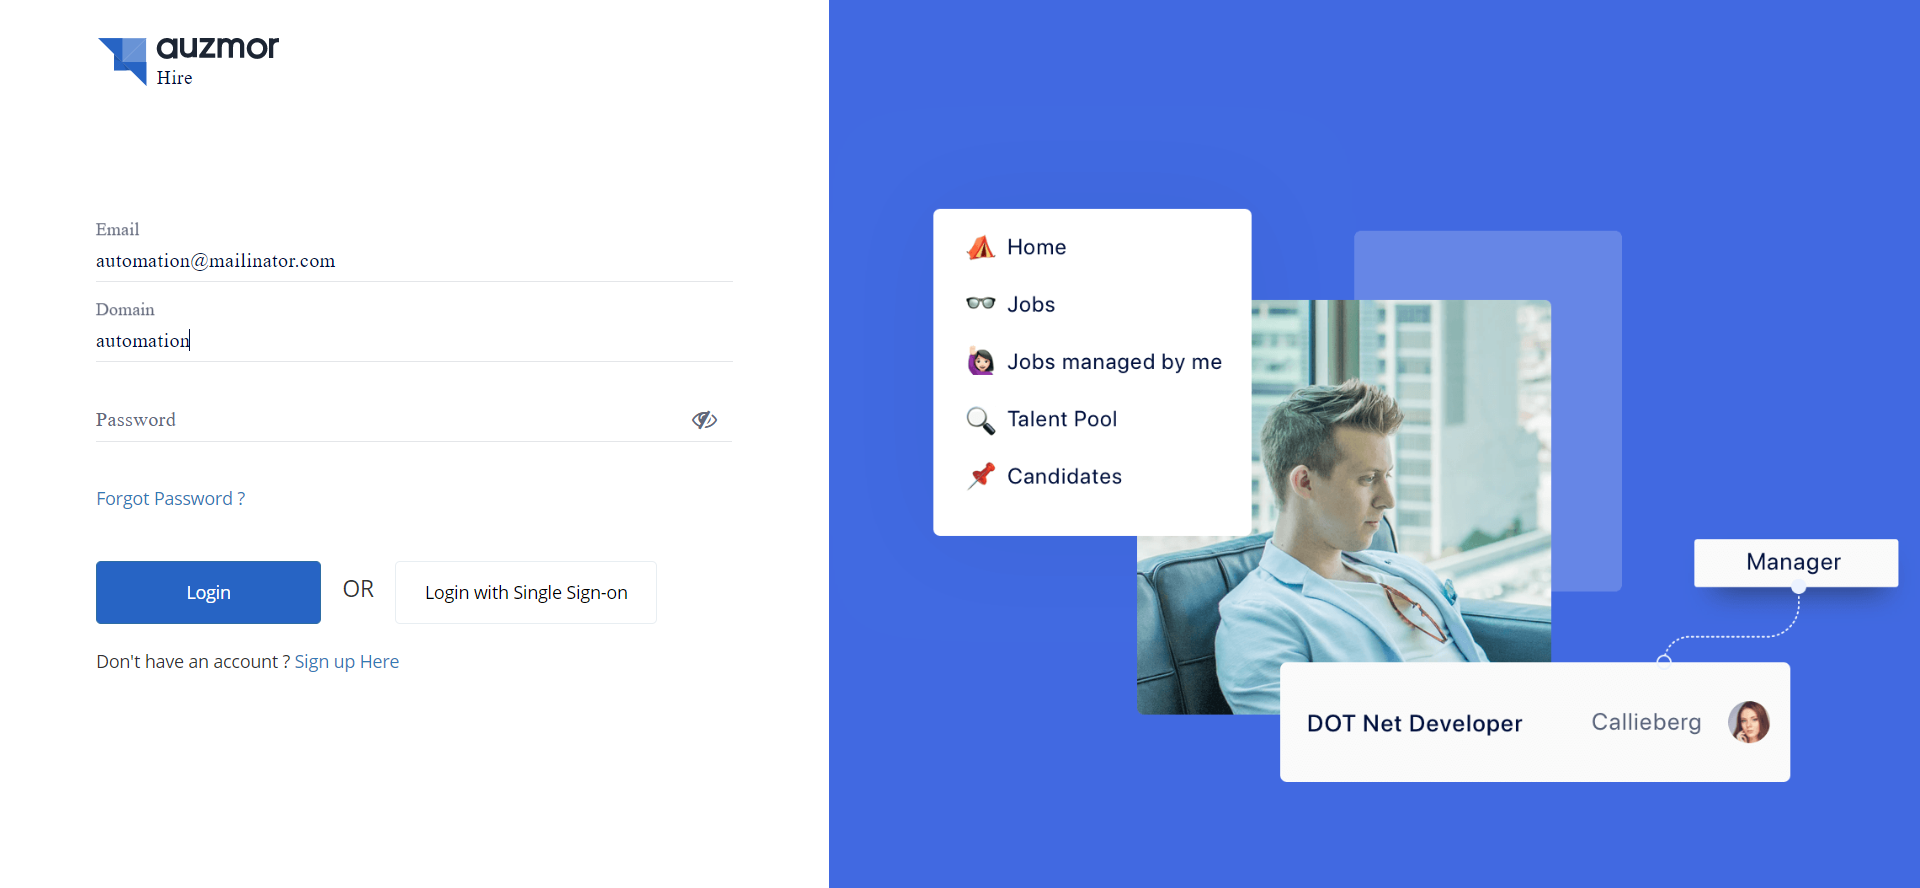 auzmor
Hire
Email
automation@mailinator.com
Domain
automation
Password
Forgot Password ?
Login
OR
Login with Single Sign-on
Don't have an account ? Sign up Here
Home
Jobs
Jobs managed by me
Talent Pool
Candidates
Manager
DOT Net Developer
Callieberg